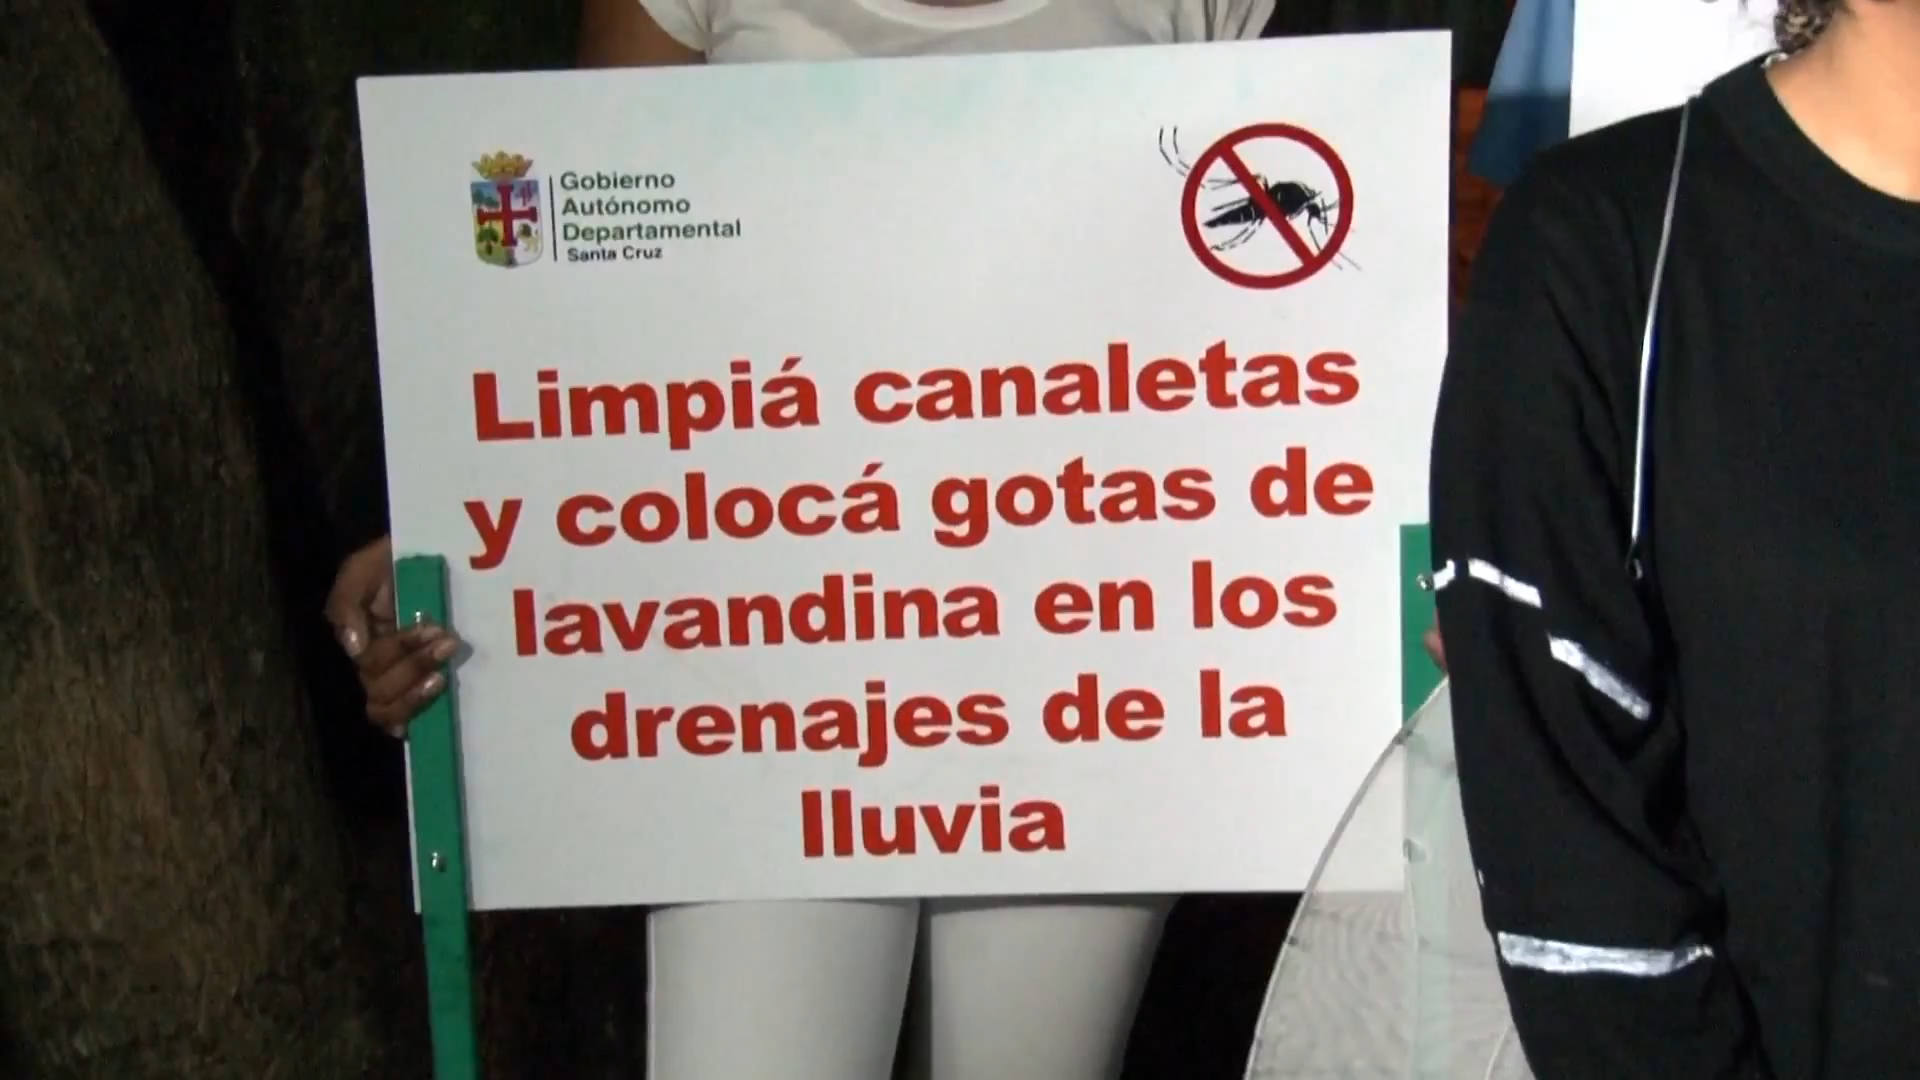 Gobierno
Autónomo
Departamental
Santa Cruz
Limpiá canaletas
y colocá gotas de
lavandina en los
drenajes de la
lluvia